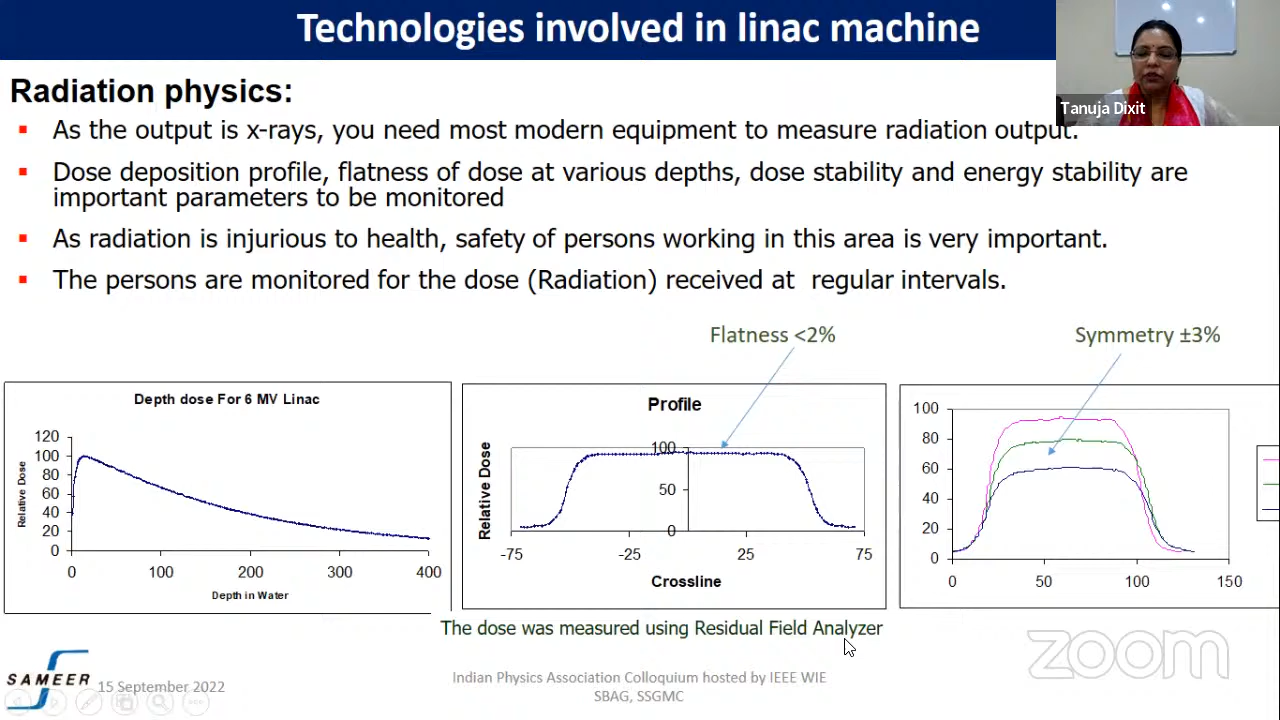 Technologies involved in linac machine
Tanuja Dixit
Radiation physics:
As the output is x-rays, you need most modern equipment to measure radiation output.
Dose deposition profile, flatness of dose at various depths, dose stability and energy stability are
important parameters to be monitored
As radiation is injurious to health, safety of persons working in this area is very important.
The persons are monitored for the dose (Radiation) received at regular intervals.
Flatness <2%
Symmetry ±3%
Depth dose For 6 MV Linac
120
100
80
60
40
20
0
Relative Dose
0 100 200 300 400
Depth in Water
Profile
100
50
0
Relative Dose
-75 -25 25 75
Crossline
100
80
60
40
20
0
0 50 100 150
The dose was measured using Residual Field Analyzer
zoom
SAMEER
15 September 2022
Indian Physics Association Colloquium hosted by IEEE WIE
SBAG, SSGMC